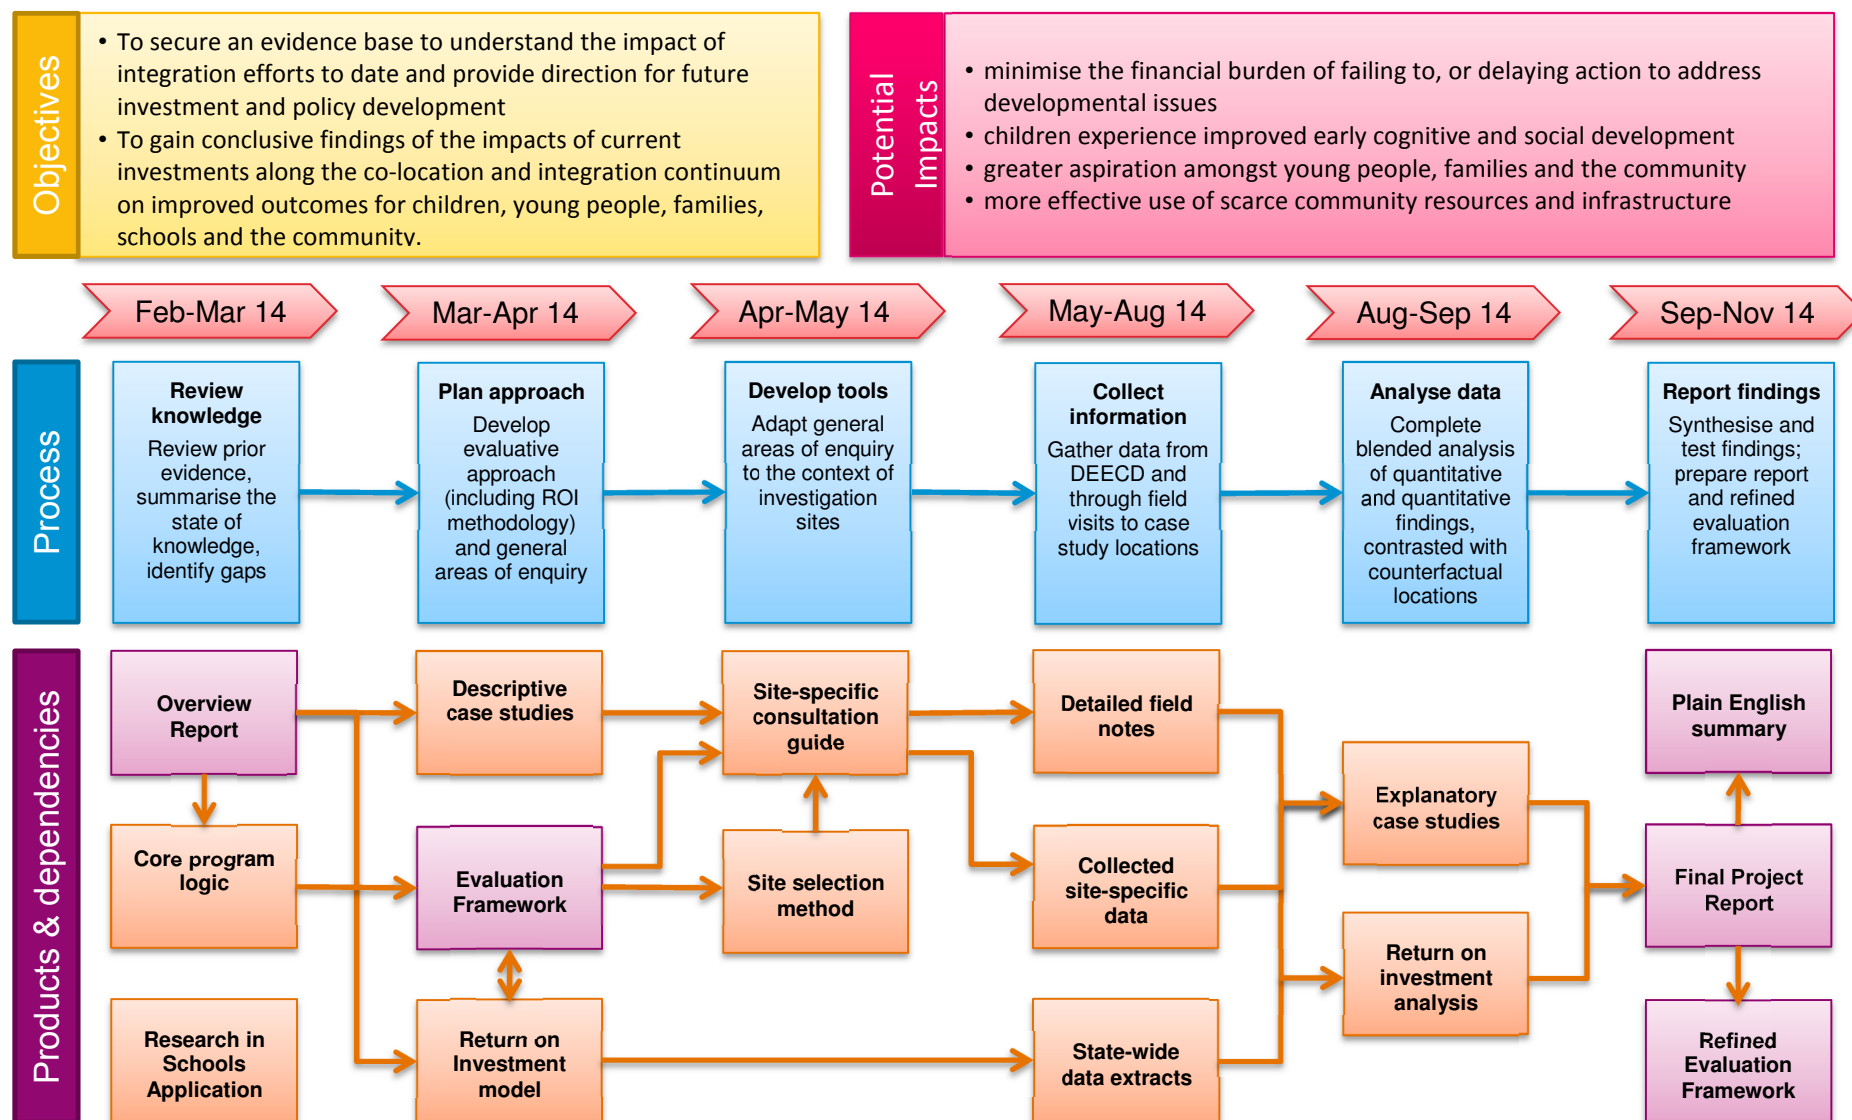 Objectives
• To secure an evidence base to understand the impact of
integration efforts to date and provide direction for future
investment and policy development
• To gain conclusive findings of the impacts of current
investments along the co-location and integration continuum
on improved outcomes for children, young people, families,
schools and the community.
Potential
Impacts
• minimise the financial burden of failing to, or delaying action to address
developmental issues
• children experience improved early cognitive and social development
• greater aspiration amongst young people, families and the community
• more effective use of scarce community resources and infrastructure
Feb-Mar 14
Mar-Apr 14
Apr-May 14
May-Aug 14
Aug-Sep 14
Sep-Nov 14
Process
Review
knowledge
Review prior
evidence,
summarise the
state of
knowledge,
identify gaps
Plan approach
Develop
evaluative
approach
(including ROI
methodology)
and general
areas of enquiry
Develop tools
Adapt general
areas of enquiry
to the context of
investigation
sites
Collect
information
Gather data from
DEECD and
through field
visits to case
study locations
Analyse data
Complete
blended analysis
of quantitative
and quantitative
findings,
contrasted with
counterfactual
locations
Report findings
Synthesise and
test findings;
prepare report
and refined
evaluation
framework
Products & dependencies
Overview
Report
Descriptive
case studies
Site-specific
consultation
guide
Detailed field
notes
Plain English
summary
Explanatory
case studies
Core program
logic
Evaluation
Framework
Site selection
method
Collected
site-specific
data
Final Project
Report
Return on
investment
analysis
Research in
Schools
Application
Return on
Investment
model
State-wide
data extracts
Refined
Evaluation
Framework